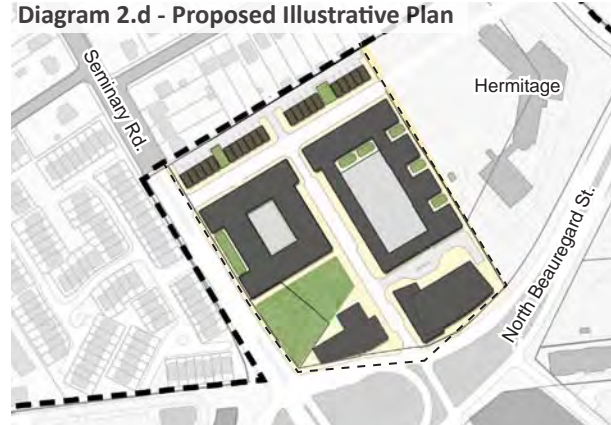 Diagram 2.d - Proposed Illustrative Plan
Seminary Rd.
Hermitage
North Beauregard St.